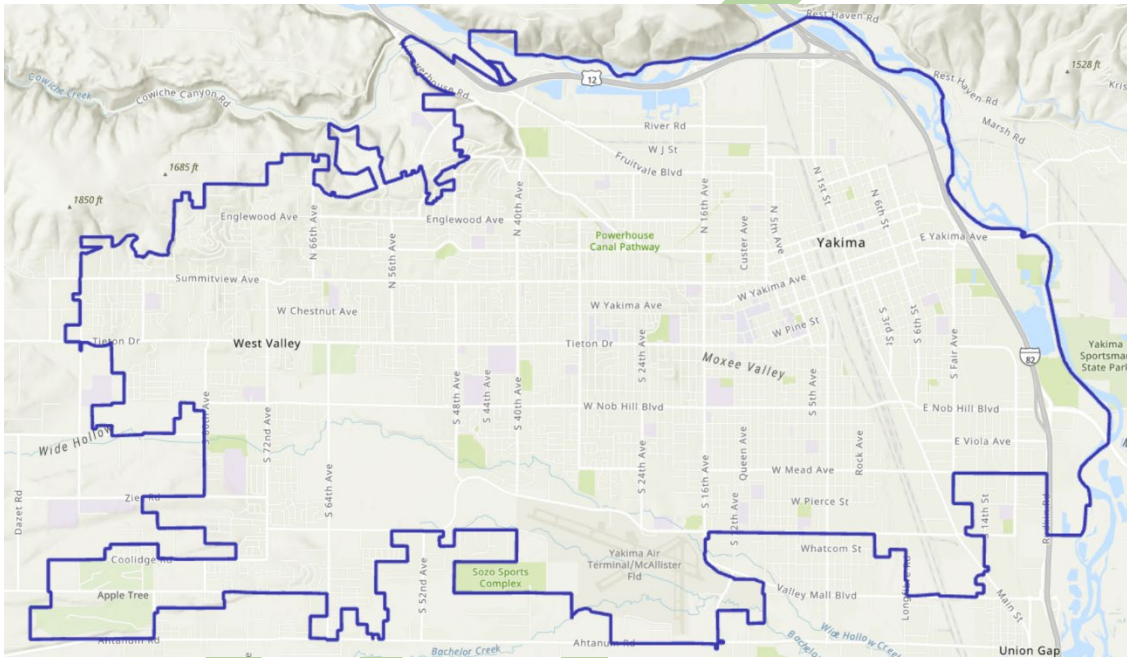 Rest Haven Rd
1528 ft
Cowiche Creek
Cowiche Canyon Rd
12
Rest Haven Rd
Marsh Rd
River Rd
W J St
Fruitvale Blvd
1685 ft
1850 ft
N 1st St
N 6th St
N 40th Ave
N 16th Ave
Englewood Ave
Englewood Ave
N 66th Ave
N 56th Ave
Custer Ave
N 5th Ave
Powerhouse
Canal Pathway
Yakima
E Yakima Ave
Summitview Ave
W Yakima Ave
W Yakima Ave
W Chestnut Ave
W Pine St
S 3rd St
S 6th St
S Fair Ave
Tieton Dr
West Valley
Tieton Dr
S 24th Ave
Moxee Valley
82
Yakima
Sportsman
State Park
S 48th Ave
S 44th Ave
S 40th Ave
S 5th Ave
W Nob Hill Blvd
E Nob Hill Blvd
Wide Hollow
S 72nd Ave
E Viola Ave
S 24th Ave
S 16th Ave
Queen Ave
Rock Ave
W Mead Ave
Dazet Rd
S 64th Ave
W Pierce St
S 14th St
Coolidge Rd
S 52nd Ave
Yakima Air
Terminal/McAllister
Fld
Whatcom St
Sozo Sports
Complex
Apple Tree
Valley Mall Blvd
Main St
Ahtanum Rd
Ahtanum Rd
Bachelor Creek
Wide Hollow Creek
Union Gap